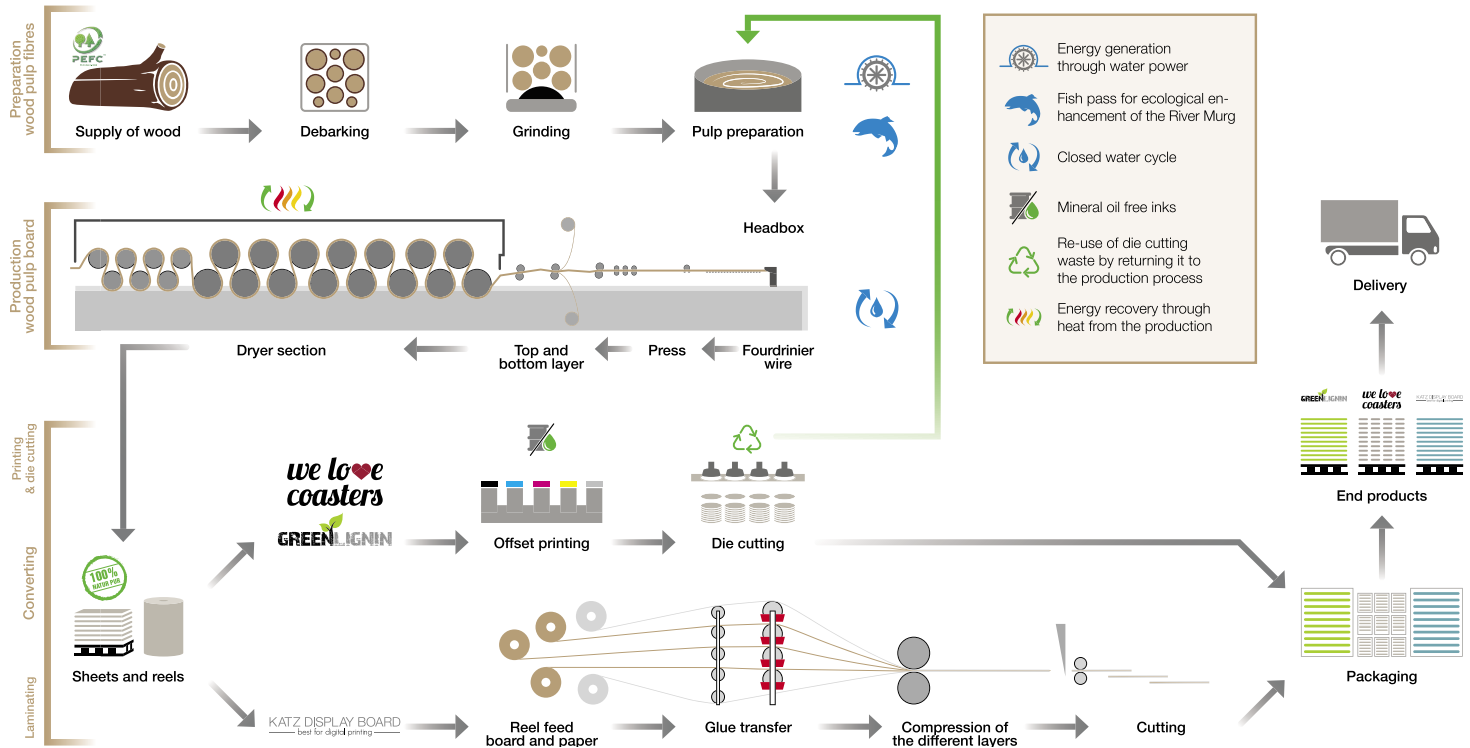 Preparation
wood pulp fibres
PEFC
Supply of wood
Debarking
Grinding
Pulp preparation
Energy generation
through water power
Fish pass for ecological en-
hancement of the River Murg
Closed water cycle
Mineral oil free inks
Re-use of die cutting
waste by returning it to
the production process
Energy recovery through
heat from the production
Production
wood pulp board
Headbox
Dryer section
Top and
bottom layer
Press
Fourdrinier
wire
Delivery
Printing
& die cutting
Converting
Laminating
we love
coasters
GREENLIGNIN
Offset printing
Die cutting
100%
NATUR PUR
Sheets and reels
KATZ DISPLAY BOARD
best for digital printing
Reel feed
board and paper
Glue transfer
Compression of
the different layers
Cutting
GREENLIGNIN
we love
coasters
KATZ DISPLAY BOARD
End products
Packaging